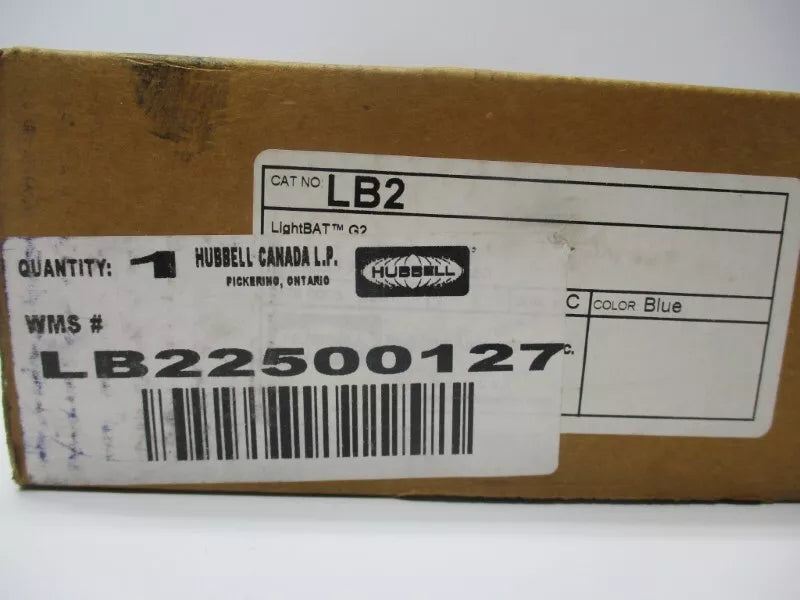 CAT NO LB2
LightBAT™ G2
C COLOR Blue
c.
QUANTITY: 1 HUBBELL CANADA L.P. HUBBELL
PICKERING, ONTARIO
WMS #
LB22500127